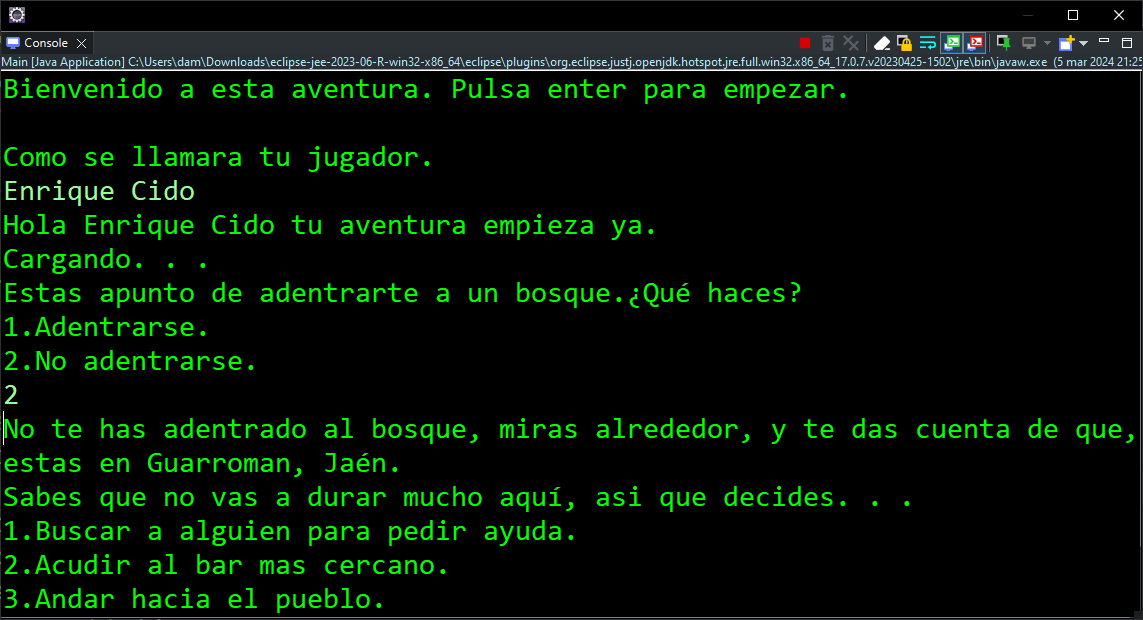 Console
Main [Java Application] C:\Users\dam\Downloads\eclipse-jee-2023-06-R-win32-x86_64\eclipse\plugins\org.eclipse.justj.openjdk.hotspot.jre.full.win32.x86_64_17.0.7.v20230425-1502\jre\bin\javaw.exe (5 mar 2024 21:25
Bienvenido a esta aventura. Pulsa enter para empezar.
Como se llamara tu jugador.
Enrique Cido
Hola Enrique Cido tu aventura empieza ya.
Cargando. . .
Estas apunto de adentrarte a un bosque.¿Qué haces?
1.Adentrarse.
2.No adentrarse.
2
No te has adentrado al bosque, miras alrededor, y te das cuenta de que,
estas en Guarroman, Jaén.
Sabes que no vas a durar mucho aquí, asi que decides. . .
1.Buscar a alguien para pedir ayuda.
2.Acudir al bar mas cercano.
3.Andar hacia el pueblo.